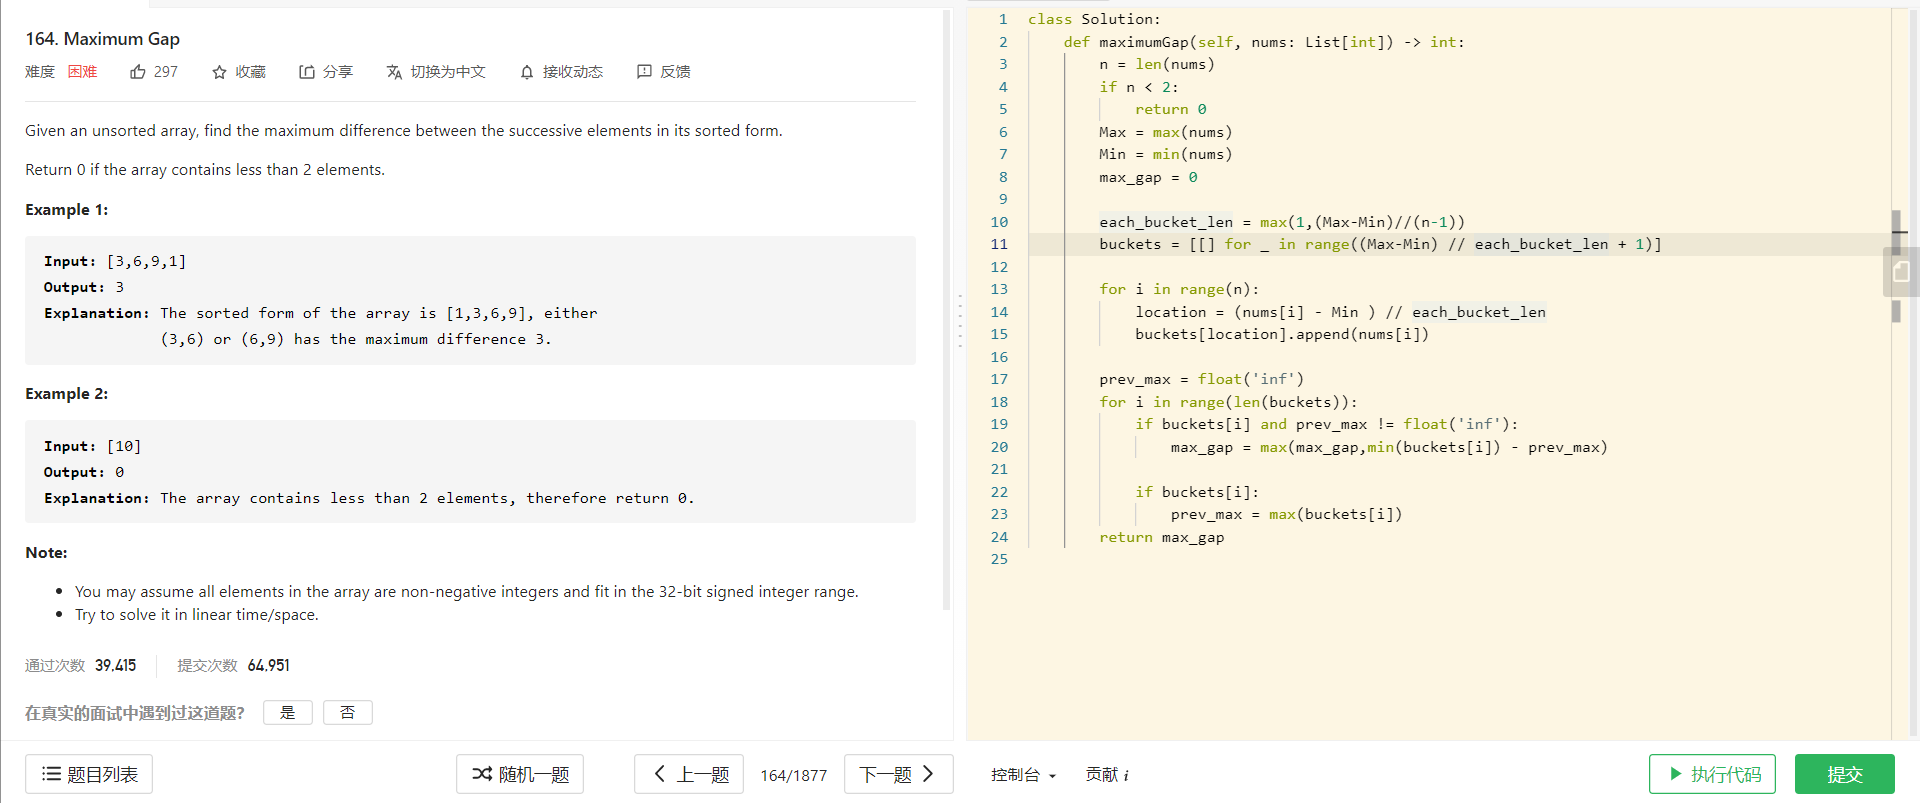 164. Maximum Gap
难度 困难 297 收藏 分享 切换为中文 接收动态 反馈
Given an unsorted array, find the maximum difference between the successive elements in its sorted form.
Return 0 if the array contains less than 2 elements.
Example 1:
Input: [3,6,9,1]
Output: 3
Explanation: The sorted form of the array is [1,3,6,9], either
(3,6) or (6,9) has the maximum difference 3.
Example 2:
Input: [10]
Output: 0
Explanation: The array contains less than 2 elements, therefore return 0.
Note:
• You may assume all elements in the array are non-negative integers and fit in the 32-bit signed integer range.
• Try to solve it in linear time/space.
通过次数 39,415 提交次数 64,951
在真实的面试中遇到过这道题? 是 否
题目列表 随机一题 上一题 164/1877 下一题
1 class Solution:
2 def maximumGap(self, nums: List[int]) -> int:
3 n = len(nums)
4 if n < 2:
5 return 0
6 Max = max(nums)
7 Min = min(nums)
8 max_gap = 0
9
10 each_bucket_len = max(1,(Max-Min)//(n-1))
11 buckets = [[] for _ in range((Max-Min) // each_bucket_len + 1)]
12
13 for i in range(n):
14 location = (nums[i] - Min ) // each_bucket_len
15 buckets[location].append(nums[i])
16
17 prev_max = float('inf')
18 for i in range(len(buckets)):
19 if buckets[i] and prev_max != float('inf'):
20 max_gap = max(max_gap,min(buckets[i]) - prev_max)
21
22 if buckets[i]:
23 prev_max = max(buckets[i])
24 return max_gap
25
控制台 贡献 i 执行代码 提交